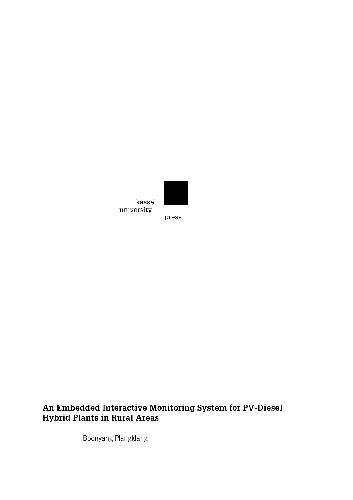 kassel
university
press
An Embedded Interactive Monitoring System for PV-Diesel
Hybrid Plants in Rural Areas
Boonyang Plangklang